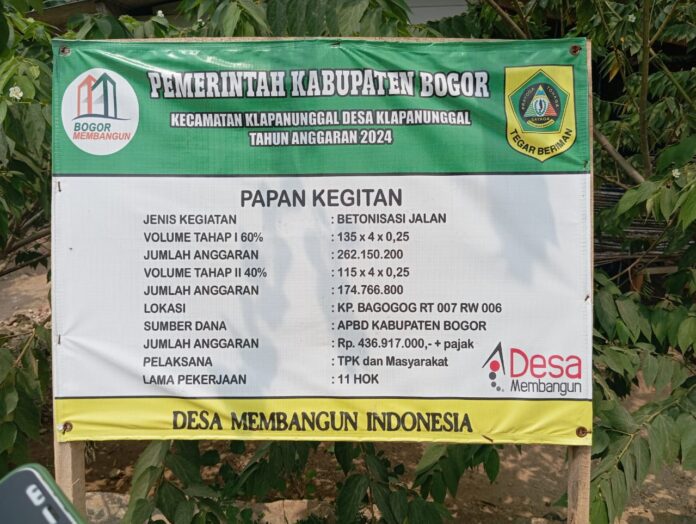 PEMERINTAH KABUPATEN BOGOR
KECAMATAN KLAPANUNGGAL DESA KLAPANUNGGAL
TAHUN ANGGARAN 2024
BOGOR
MEMBANGUN
TEGAR BERIMAN
PAPAN KEGITAN
JENIS KEGIATAN : BETONISASI JALAN
VOLUME TAHAP I 60% : 135 x 4 x 0,25
JUMLAH ANGGARAN : 262.150.200
VOLUME TAHAP II 40% : 115 x 4 x 0,25
JUMLAH ANGGARAN : 174.766.800
LOKASI : KP. BAGOGOG RT 007 RW 006
SUMBER DANA : APBD KABUPATEN BOGOR
JUMLAH ANGGARAN : Rp. 436.917.000,- + pajak
PELAKSANA : TPK dan Masyarakat
LAMA PEKERJAAN : 11 HOK
Desa
Membangun
DESA MEMBANGUN INDONESIA